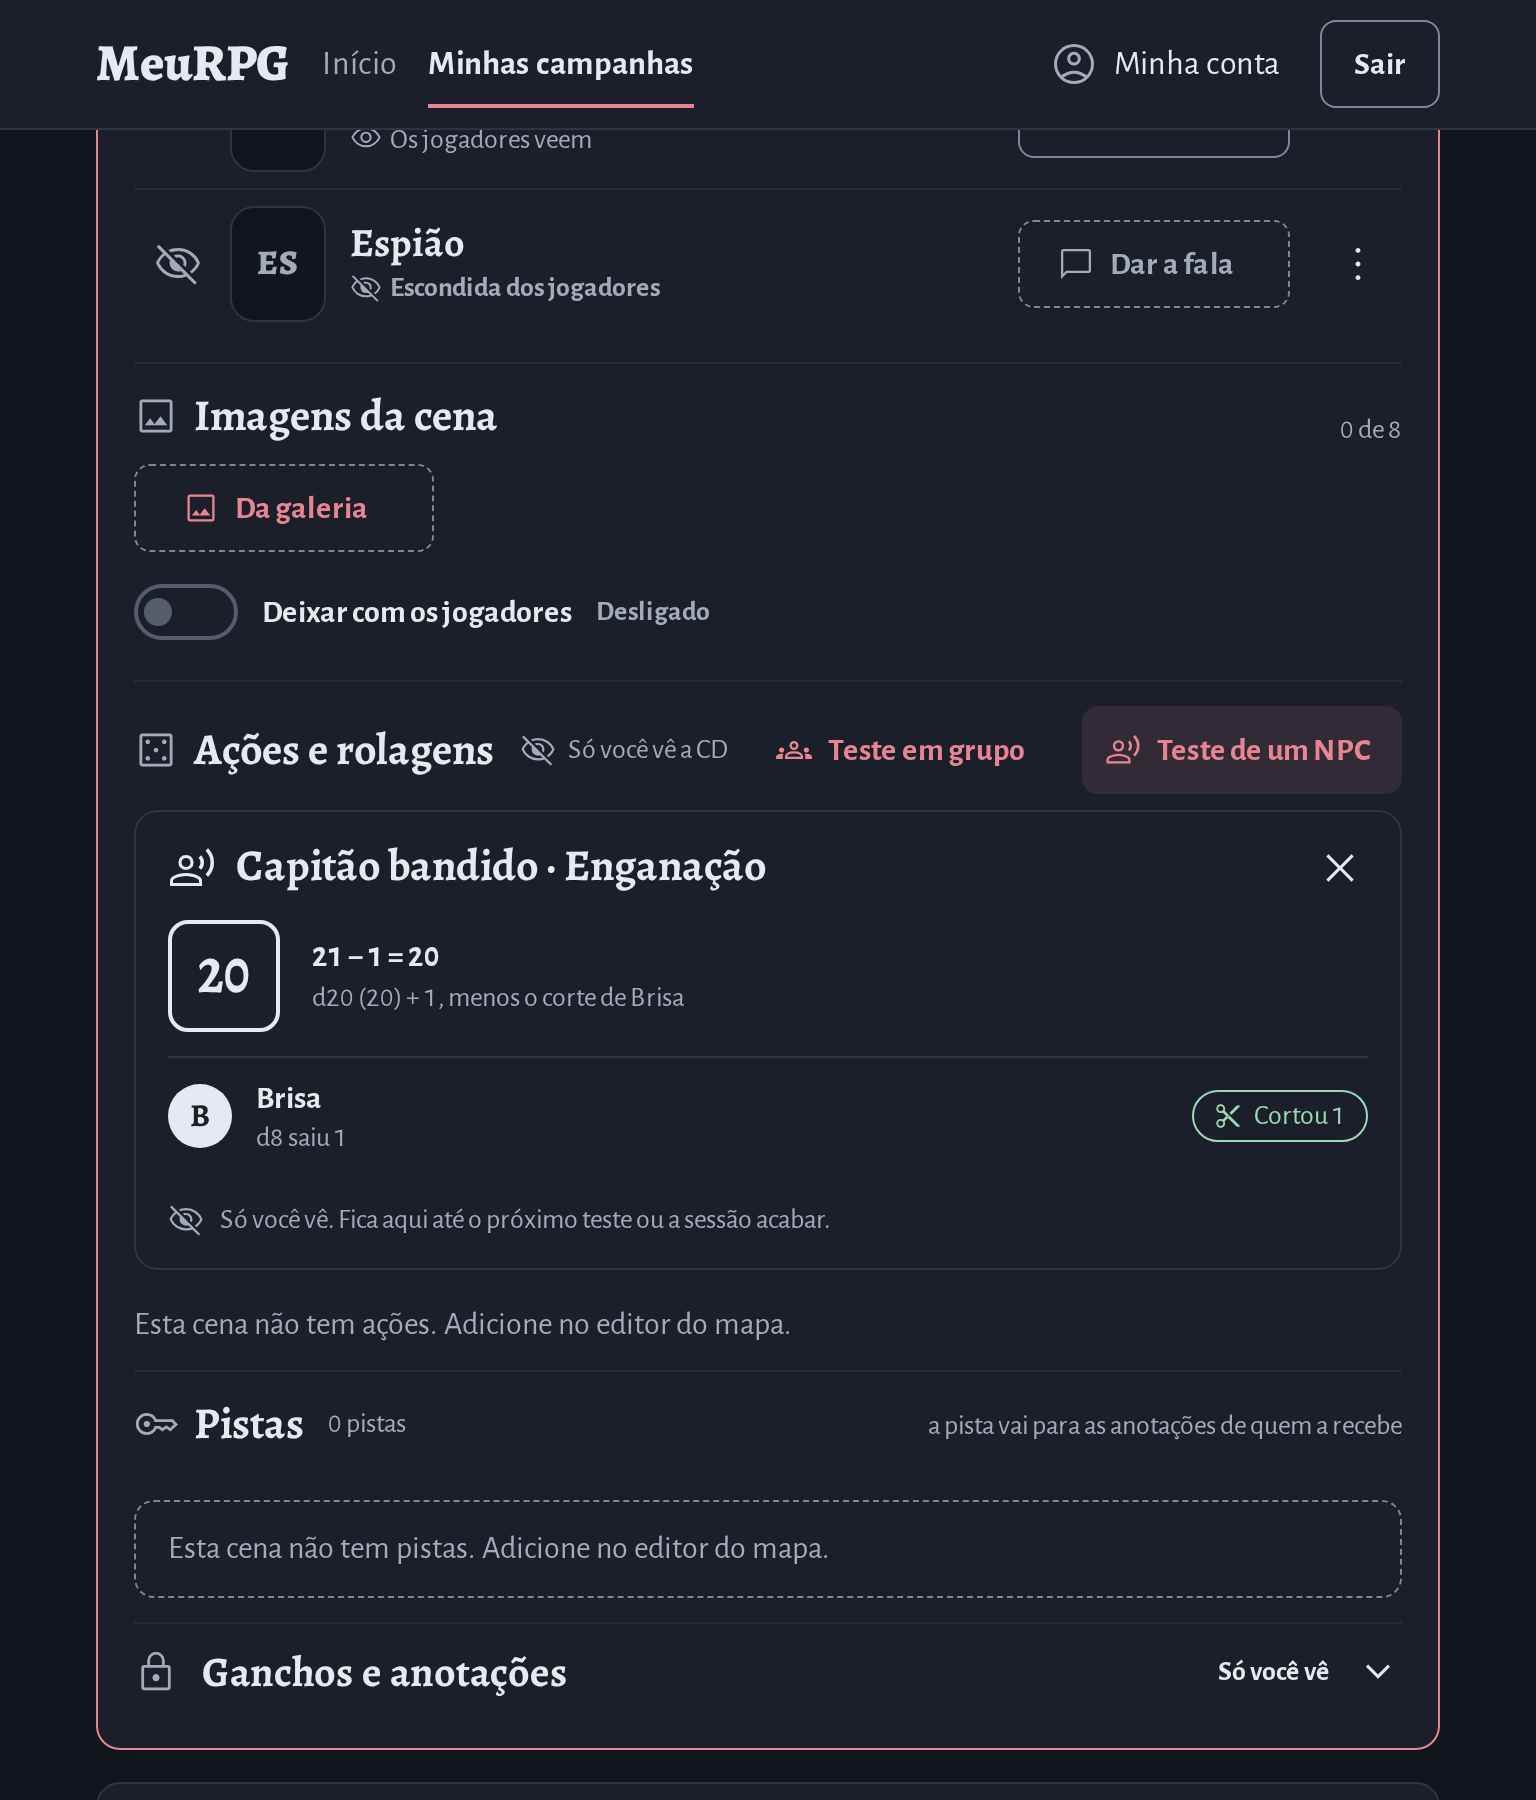 MeuRPG Início Minhas campanhas Minha conta Sair
Os jogadores veem
ES Espião Dar a fala
Escondida dos jogadores
Imagens da cena 0 de 8
Da galeria
Deixar com os jogadores Desligado
Ações e rolagens Só você vê a CD Teste em grupo Teste de um NPC
Capitão bandido · Enganação
20 21 – 1 = 20
d20 (20) + 1, menos o corte de Brisa
B Brisa Cortou 1
d8 saiu 1
Só você vê. Fica aqui até o próximo teste ou a sessão acabar.
Esta cena não tem ações. Adicione no editor do mapa.
Pistas 0 pistas a pista vai para as anotações de quem a recebe
Esta cena não tem pistas. Adicione no editor do mapa.
Ganchos e anotações Só você vê